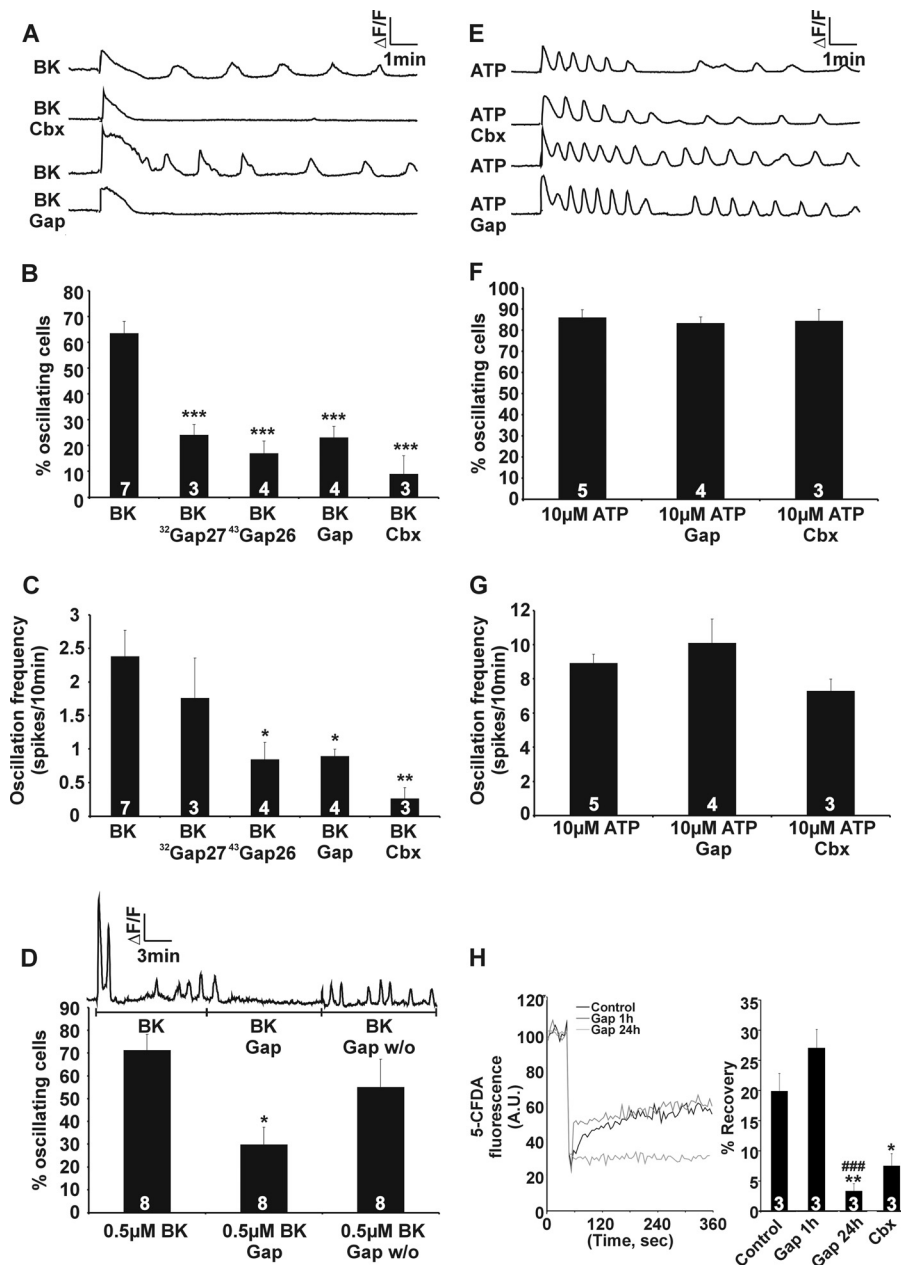 A
ΔF/F
1min
BK
BK
Cbx
BK
BK
Gap
E
ΔF/F
1min
ATP
ATP
Cbx
ATP
ATP
Gap
B
% oscillating cells
80
70
60
50
40
30
20
10
0
***
***
***
***
7
3
4
4
3
BK
BK
³²Gap27
BK
⁴³Gap26
BK
Gap
BK
Cbx
F
% oscillating cells
100
90
80
70
60
50
40
30
20
10
0
5
4
3
10µM ATP
10µM ATP
Gap
10µM ATP
Cbx
C
Oscillation frequency
(spikes/10min)
3
2.5
2
1.5
1
0.5
0
*
*
**
7
3
4
4
3
BK
BK
³²Gap27
BK
⁴³Gap26
BK
Gap
BK
Cbx
G
Oscillation frequency
(spikes/10min)
12
10
8
6
4
2
0
5
4
3
10µM ATP
10µM ATP
Gap
10µM ATP
Cbx
D
ΔF/F
3min
BK
BK
Gap
BK
Gap w/o
% oscillating cells
90
80
70
60
50
40
30
20
10
0
*
8
8
8
0.5µM BK
0.5µM BK
Gap
0.5µM BK
Gap w/o
H
5-CFDA
fluorescence
(A.U.)
120
100
80
60
40
20
0
Control
Gap 1h
Gap 24h
0
120
240
360
(Time, sec)
% Recovery
35
30
25
20
15
10
5
0
###
**
*
3
3
3
3
Control
Gap 1h
Gap 24h
Cbx